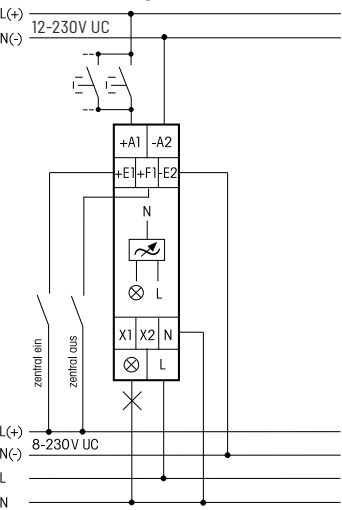 L(+)
12-230V UC
N(-)
+A1 -A2
+E1 +F1 -E2
N
L
X1 X2 N
L
zentral ein
zentral aus
L(+)
8-230V UC
N(-)
L
N